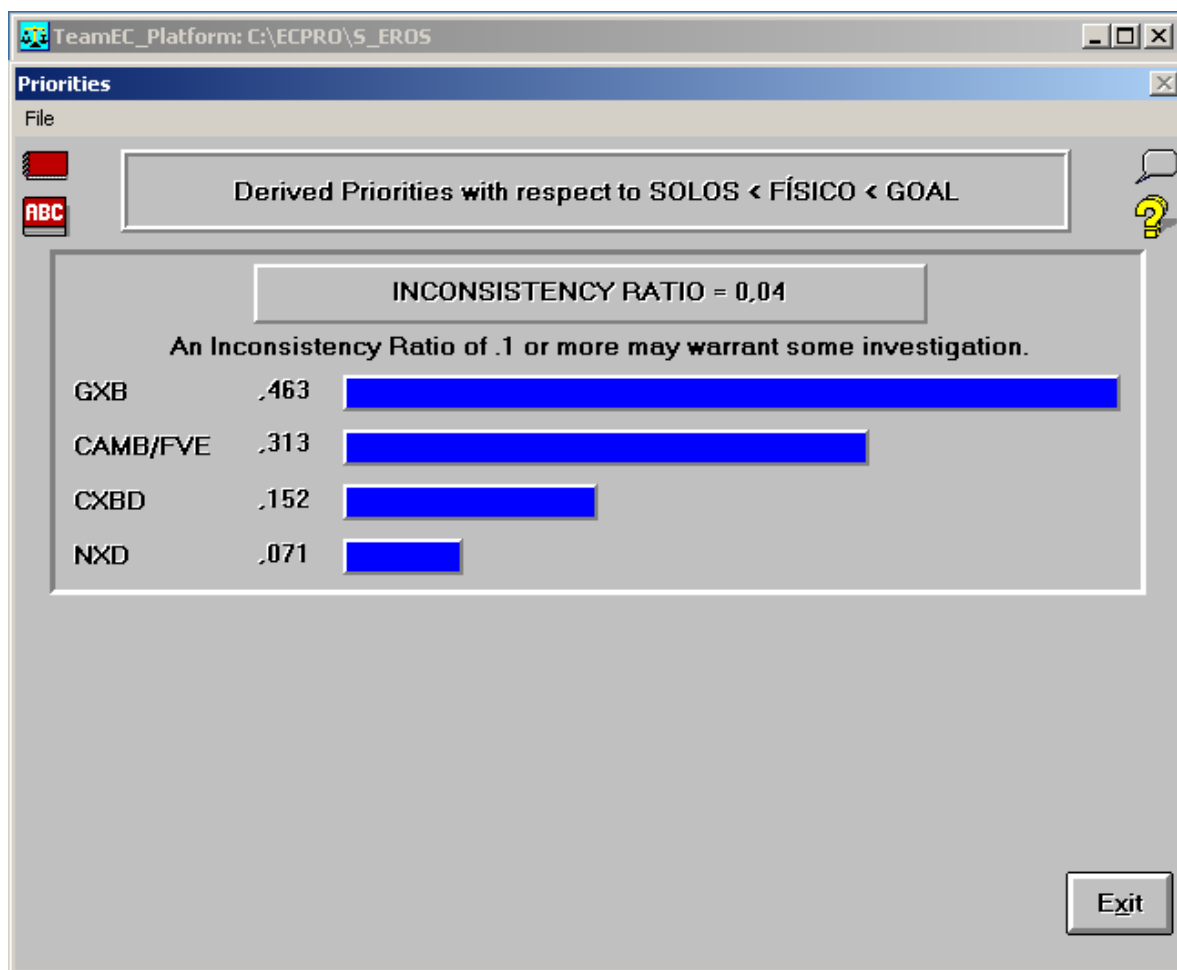 TeamEC_Platform: C:\ECPRO\S_EROS
Priorities
File
ABC
Derived Priorities with respect to SOLOS < FÍSICO < GOAL
INCONSISTENCY RATIO = 0,04
An Inconsistency Ratio of .1 or more may warrant some investigation.
GXB ,463
CAMB/FVE ,313
CXBD ,152
NXD ,071
Exit